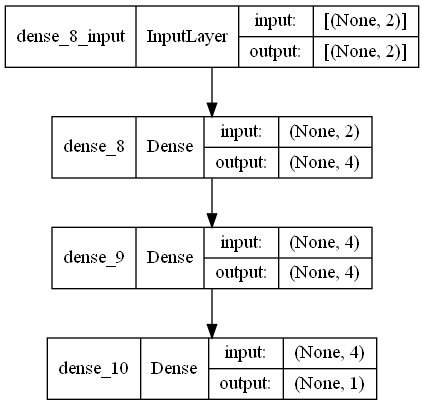 dense_8_input InputLayer input: [(None, 2)]
output: [(None, 2)]
dense_8 Dense input: (None, 2)
output: (None, 4)
dense_9 Dense input: (None, 4)
output: (None, 4)
dense_10 Dense input: (None, 4)
output: (None, 1)